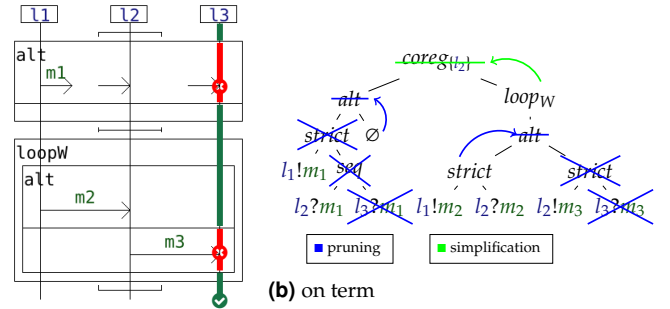 l1 l2 l3
alt
m1
loopW
alt
m2
m3
coreg{l₂}
alt loop_W
strict ∅ alt
l₁!m₁ seq strict strict
l₂?m₁ l₃?m₁ l₁!m₂ l₂?m₂ l₂!m₃ l₃?m₃
pruning simplification
(b) on term